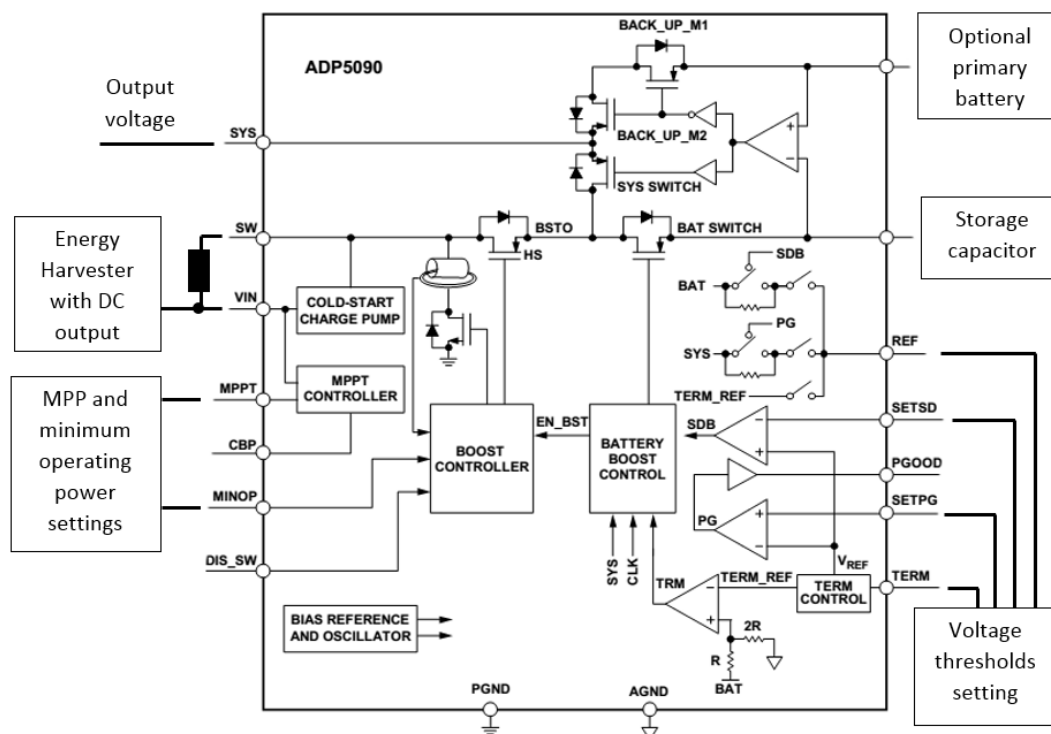 BACK_UP_M1
ADP5090
Optional
primary
battery
Output
voltage
SYS
BACK_UP_M2
SYS SWITCH
SW
BSTO
BAT SWITCH
HS
Storage
capacitor
Energy
Harvester
with DC
output
VIN
COLD-START
CHARGE PUMP
SDB
BAT
PG
SYS
REF
TERM_REF
MPP and
minimum
operating
power
settings
MPPT
MPPT
CONTROLLER
CBP
MINOP
BOOST
CONTROLLER
EN_BST
BATTERY
BOOST
CONTROL
SDB
SETSD
PGOOD
PG
SETPG
DIS_SW
SYS
CLK
TRM
TERM_REF
VREF
TERM
CONTROL
TERM
BIAS REFERENCE
AND OSCILLATOR
2R
R
BAT
Voltage
thresholds
setting
PGND
AGND